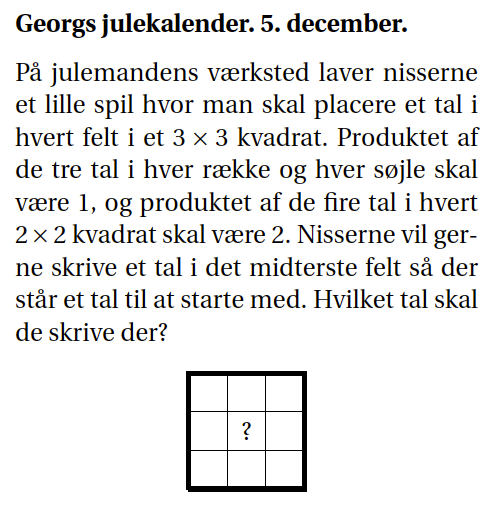 Georgs julekalender. 5. december.
På julemandens værksted laver nisserne
et lille spil hvor man skal placere et tal i
hvert felt i et 3 × 3 kvadrat. Produktet af
de tre tal i hver række og hver søjle skal
være 1, og produktet af de fire tal i hvert
2 × 2 kvadrat skal være 2. Nisserne vil ger-
ne skrive et tal i det midterste felt så der
står et tal til at starte med. Hvilket tal skal
de skrive der?
?